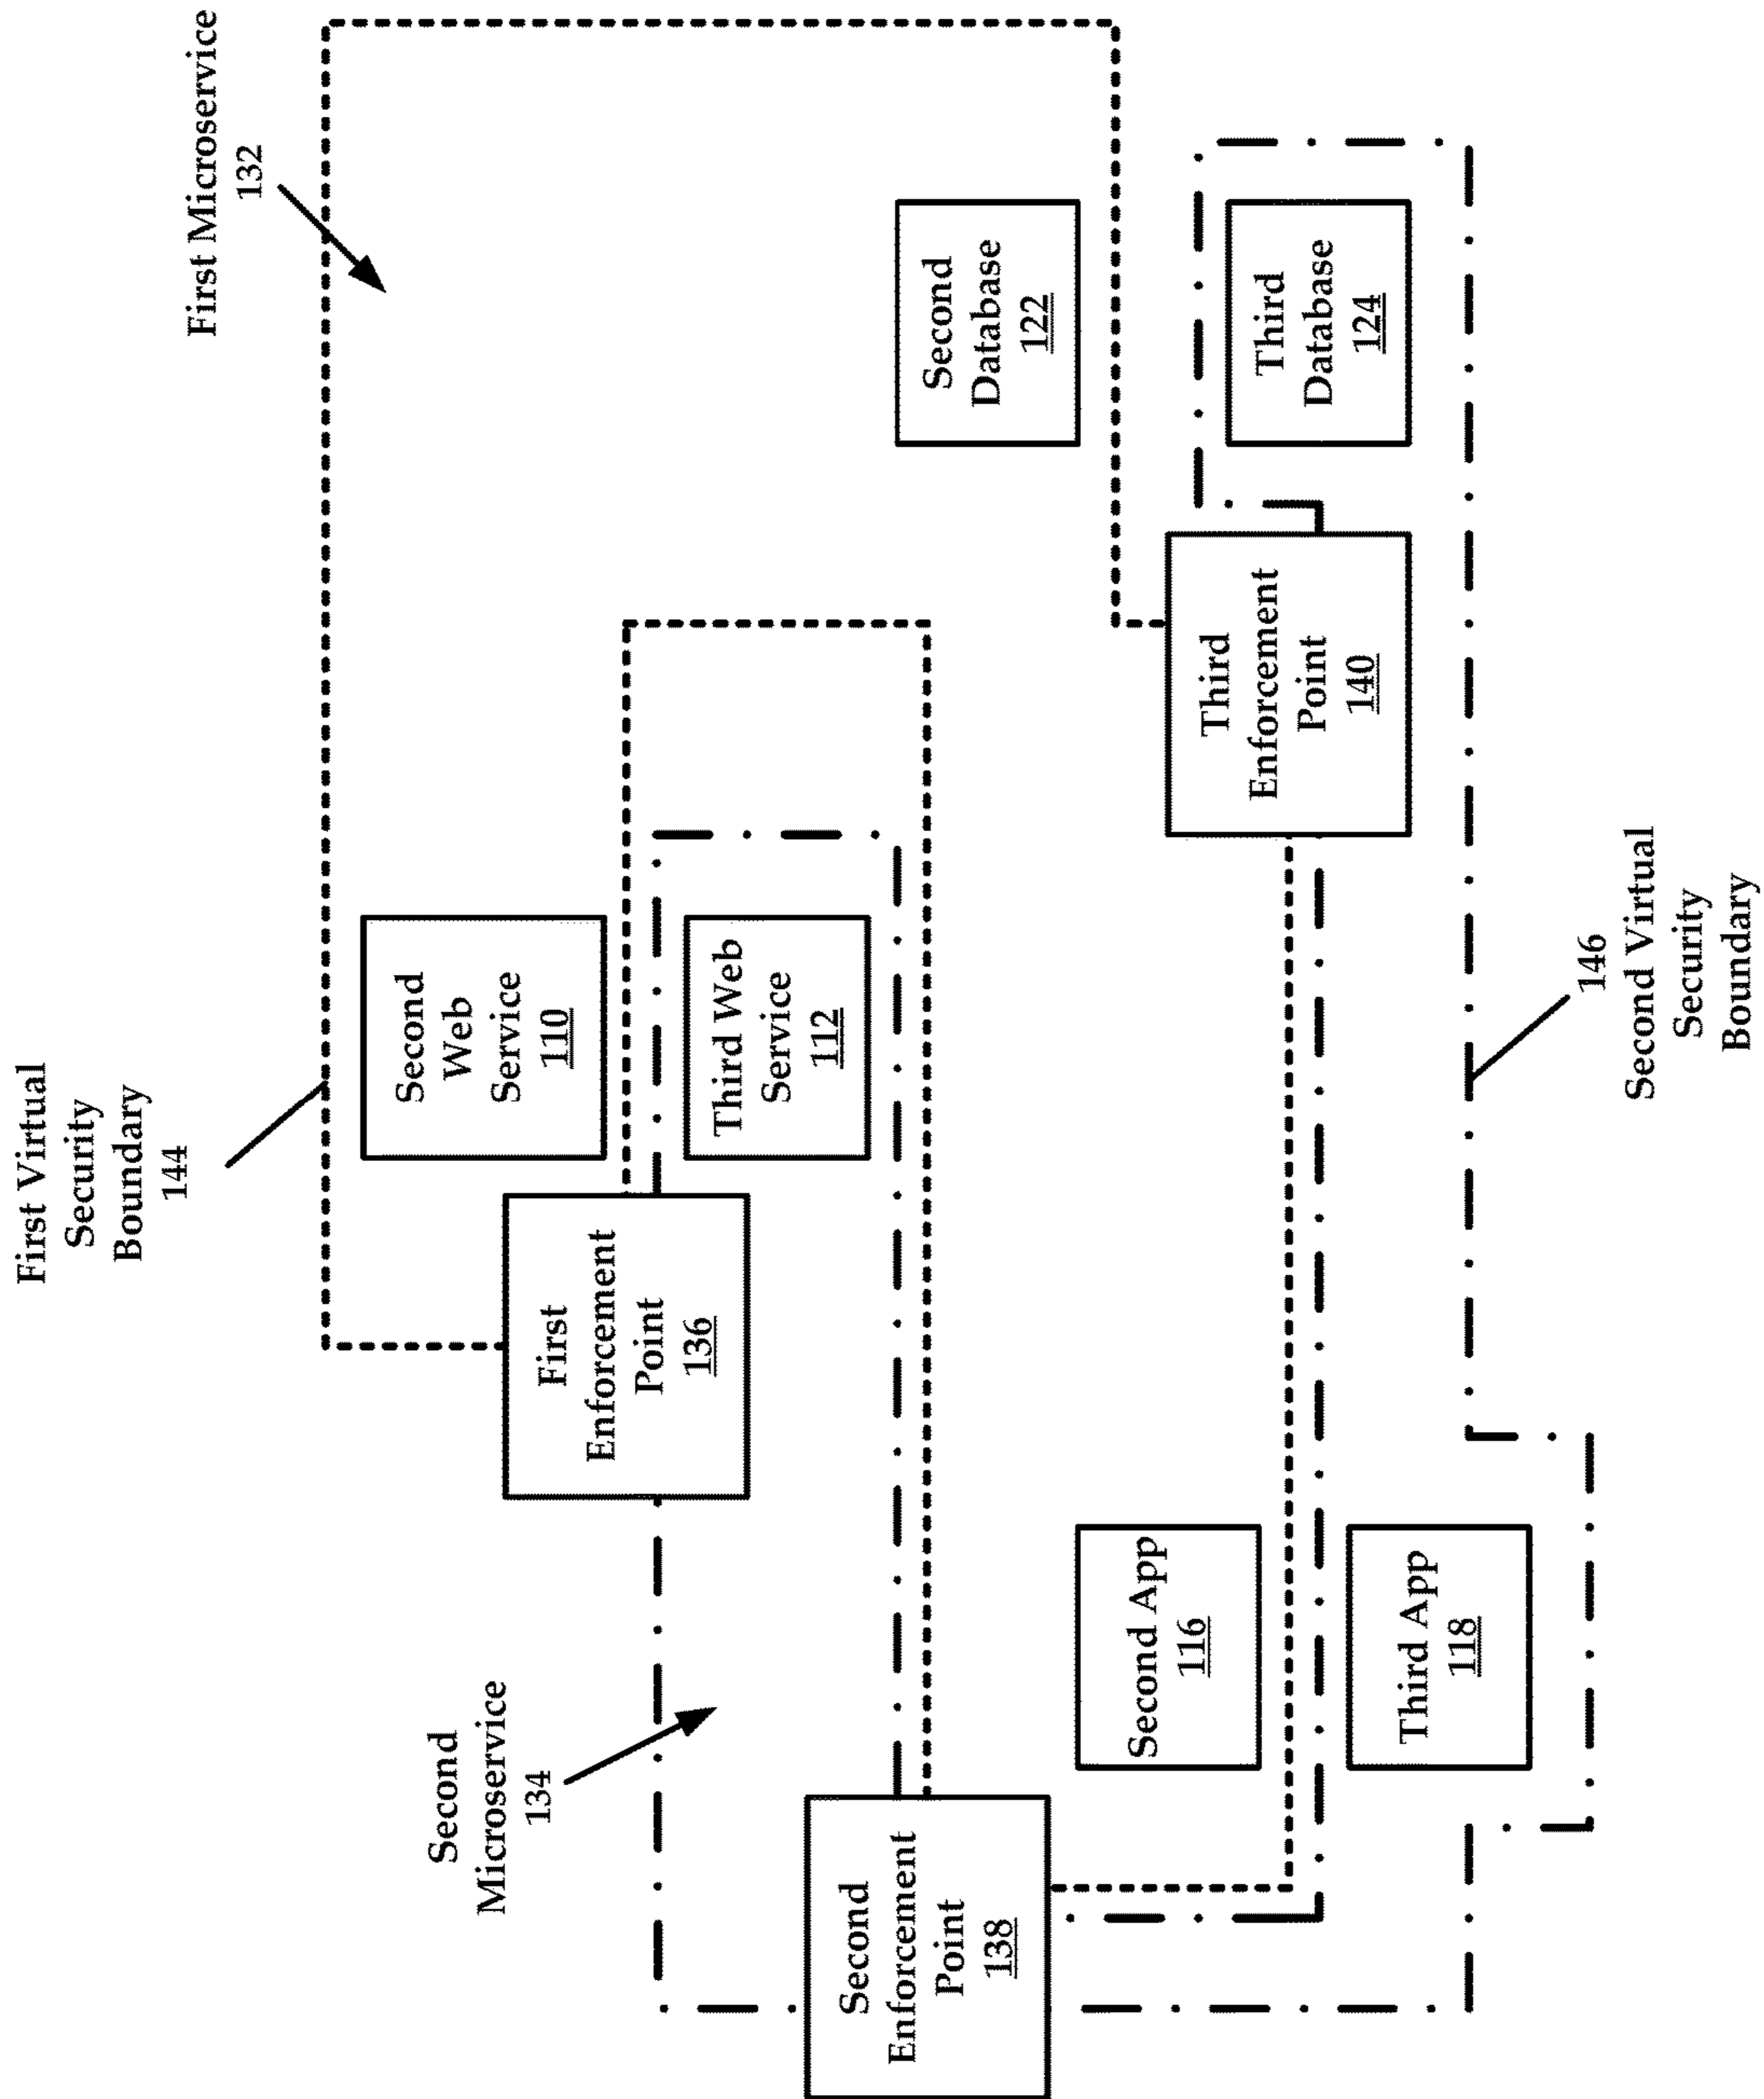 First Microservice
132
First Virtual
Security
Boundary
144
Second
Web
Service
110
Third Web
Service
112
Second
Database
122
First
Enforcement
Point
136
Third
Enforcement
Point
140
Third
Database
124
Second
Microservice
134
Second
Enforcement
Point
138
Second App
116
Third App
118
146
Second Virtual
Security
Boundary